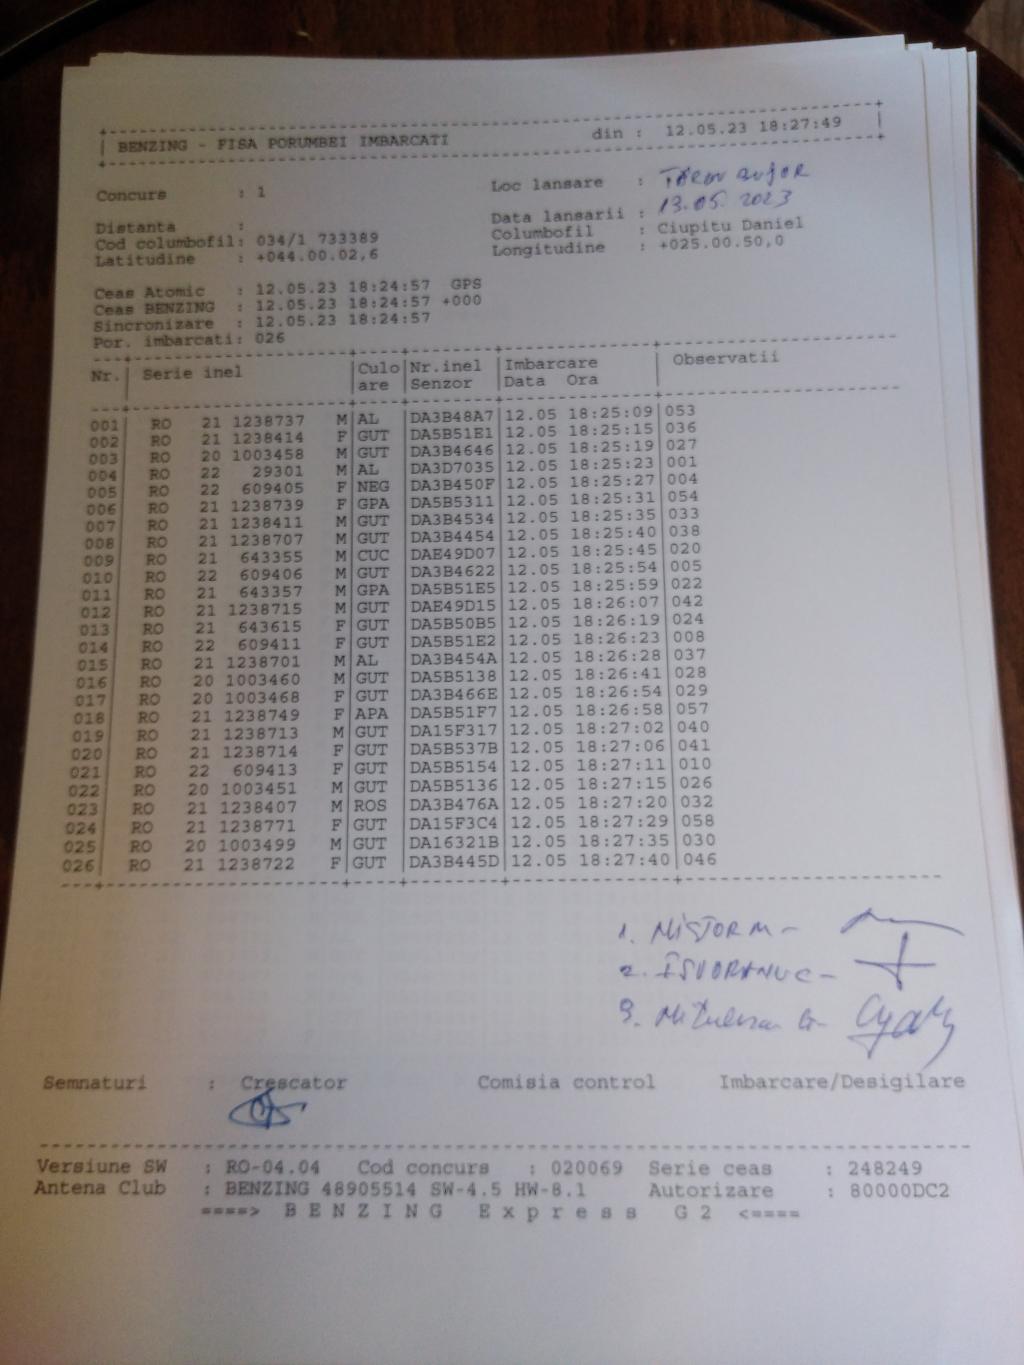 BENZING - FISA PORUMBEI IMBARCATI din : 12.05.23 18:27:49
Concurs : 1 Loc lansare :
Distanta : Data lansarii : 13.05.2023
Cod columbofil: 034/1 733389 Columbofil : Ciupitu Daniel
Latitudine : +044.00.02,6 Longitudine : +025.00.50,0
Ceas Atomic : 12.05.23 18:24:57 GPS
Ceas BENZING : 12.05.23 18:24:57 +000
Sincronizare : 12.05.23 18:24:57
Por. imbarcati: 026
Nr. Serie inel Culo Nr.inel Imbarcare Observatii
are Senzor Data Ora
001 RO 21 1238737 M AL DA3B48A7 12.05 18:25:09 053
002 RO 21 1238414 F GUT DA5B51E1 12.05 18:25:15 036
003 RO 20 1003458 M GUT DA3B4646 12.05 18:25:19 027
004 RO 22 29301 M AL DA3D7035 12.05 18:25:23 001
005 RO 22 609405 F NEG DA3B450F 12.05 18:25:27 004
006 RO 21 1238739 F GPA DA5B5311 12.05 18:25:31 054
007 RO 21 1238411 M GUT DA3B4534 12.05 18:25:35 033
008 RO 21 1238707 M GUT DA3B4454 12.05 18:25:40 038
009 RO 21 643355 M CUC DAE49D07 12.05 18:25:45 020
010 RO 22 609406 M GUT DA3B4622 12.05 18:25:54 005
011 RO 21 643357 M GPA DA5B51E5 12.05 18:25:59 022
012 RO 21 1238715 M GUT DAE49D15 12.05 18:26:07 042
013 RO 21 643615 F GUT DA5B50B5 12.05 18:26:19 024
014 RO 22 609411 F GUT DA5B51E2 12.05 18:26:23 008
015 RO 21 1238701 M AL DA3B454A 12.05 18:26:28 037
016 RO 20 1003460 M GUT DA5B5138 12.05 18:26:41 028
017 RO 20 1003468 F GUT DA3B466E 12.05 18:26:54 029
018 RO 21 1238749 F APA DA5B51F7 12.05 18:26:58 057
019 RO 21 1238713 M GUT DA15F317 12.05 18:27:02 040
020 RO 21 1238714 F GUT DA5B537B 12.05 18:27:06 041
021 RO 22 609413 F GUT DA5B5154 12.05 18:27:11 010
022 RO 20 1003451 M GUT DA5B5136 12.05 18:27:15 026
023 RO 21 1238407 M ROS DA3B476A 12.05 18:27:20 032
024 RO 21 1238771 F GUT DA15F3C4 12.05 18:27:29 058
025 RO 20 1003499 M GUT DA16321B 12.05 18:27:35 030
026 RO 21 1238722 F GUT DA3B445D 12.05 18:27:40 046
1. NISTOR M -
2. ISVORANU C -
3.
Semnaturi : Crescator Comisia control Imbarcare/Desigilare
Versiune SW : RO-04.04 Cod concurs : 020069 Serie ceas : 248249
Antena Club : BENZING 48905514 SW-4.5 HW-8.1 Autorizare : 80000DC2
====> B E N Z I N G E x p r e s s G 2 <====